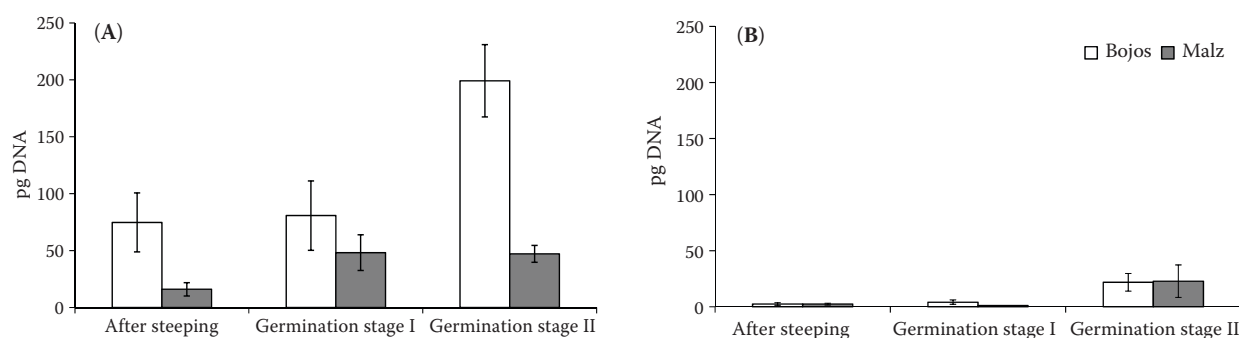 (A)
250
200
150
100
50
0
pg DNA
After steeping Germination stage I Germination stage II
(B)
Bojos Malz
250
200
150
100
50
0
pg DNA
After steeping Germination stage I Germination stage II